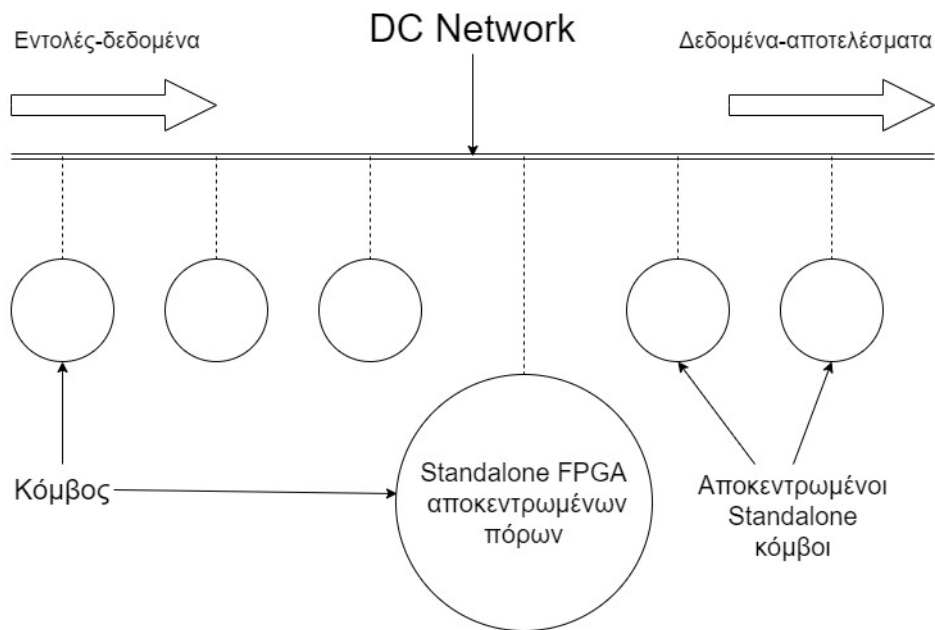 Εντολές-δεδομένα
DC Network
Δεδομένα-αποτελέσματα
Κόμβος
Standalone FPGA
αποκεντρωμένων
πόρων
Αποκεντρωμένοι
Standalone
κόμβοι